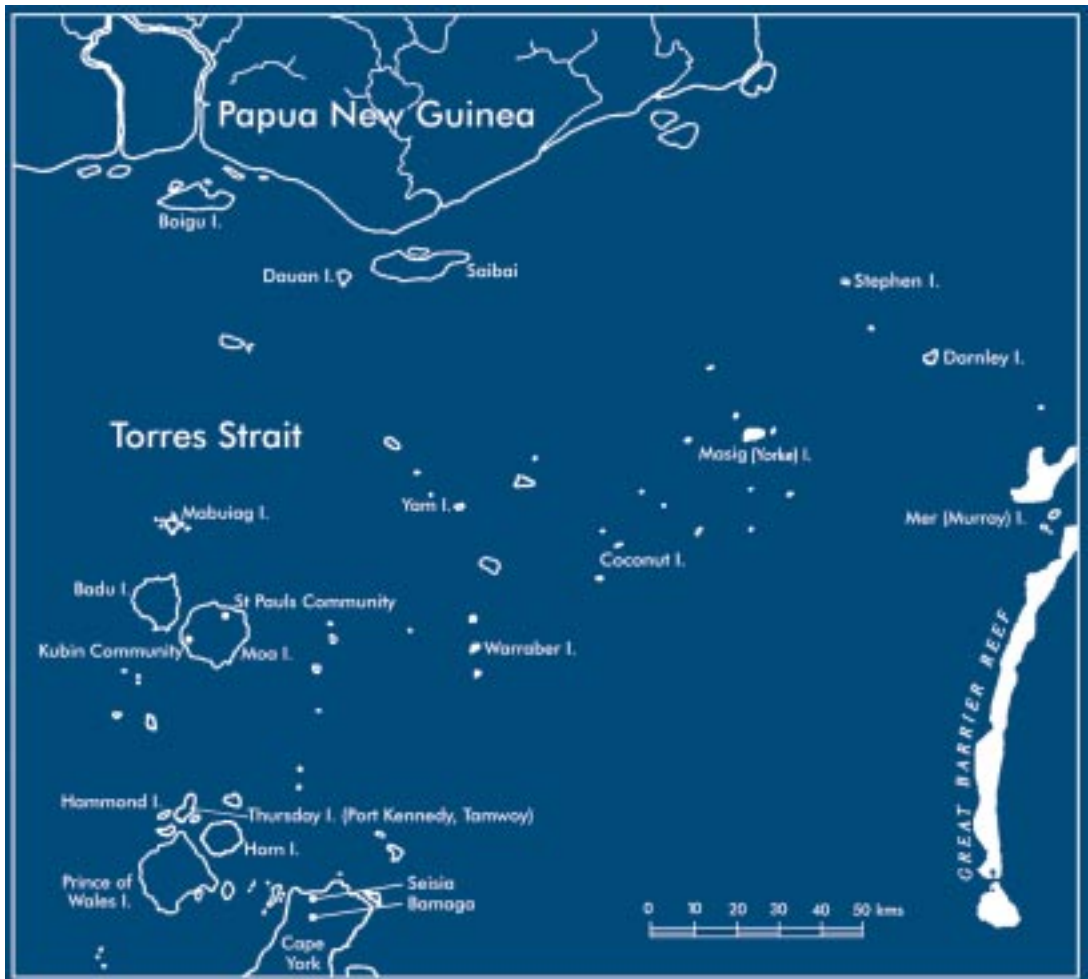 Papua New Guinea
Boigu I.
Dauan I.
Saibai
Stephen I.
Darnley I.
Torres Strait
Masig (Yorke) I.
Mabuiag I.
Yam I.
Mer (Murray) I.
Coconut I.
Badu I.
St Pauls Community
Kubin Community
Moa I.
Warraber I.
GREAT BARRIER REEF
Hammond I.
Thursday I. (Port Kennedy, Tamwoy)
Horn I.
Prince of
Wales I.
Seisia
Bamaga
0 10 20 30 40 50 kms
Cape
York